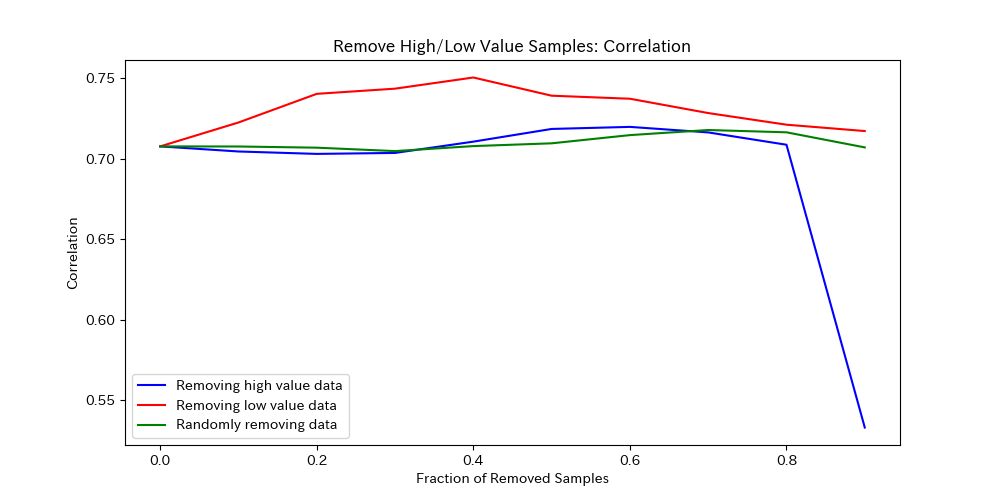 Remove High/Low Value Samples: Correlation
0.75
0.70
0.65
0.60
0.55
Correlation
Removing high value data
Removing low value data
Randomly removing data
0.0 0.2 0.4 0.6 0.8
Fraction of Removed Samples